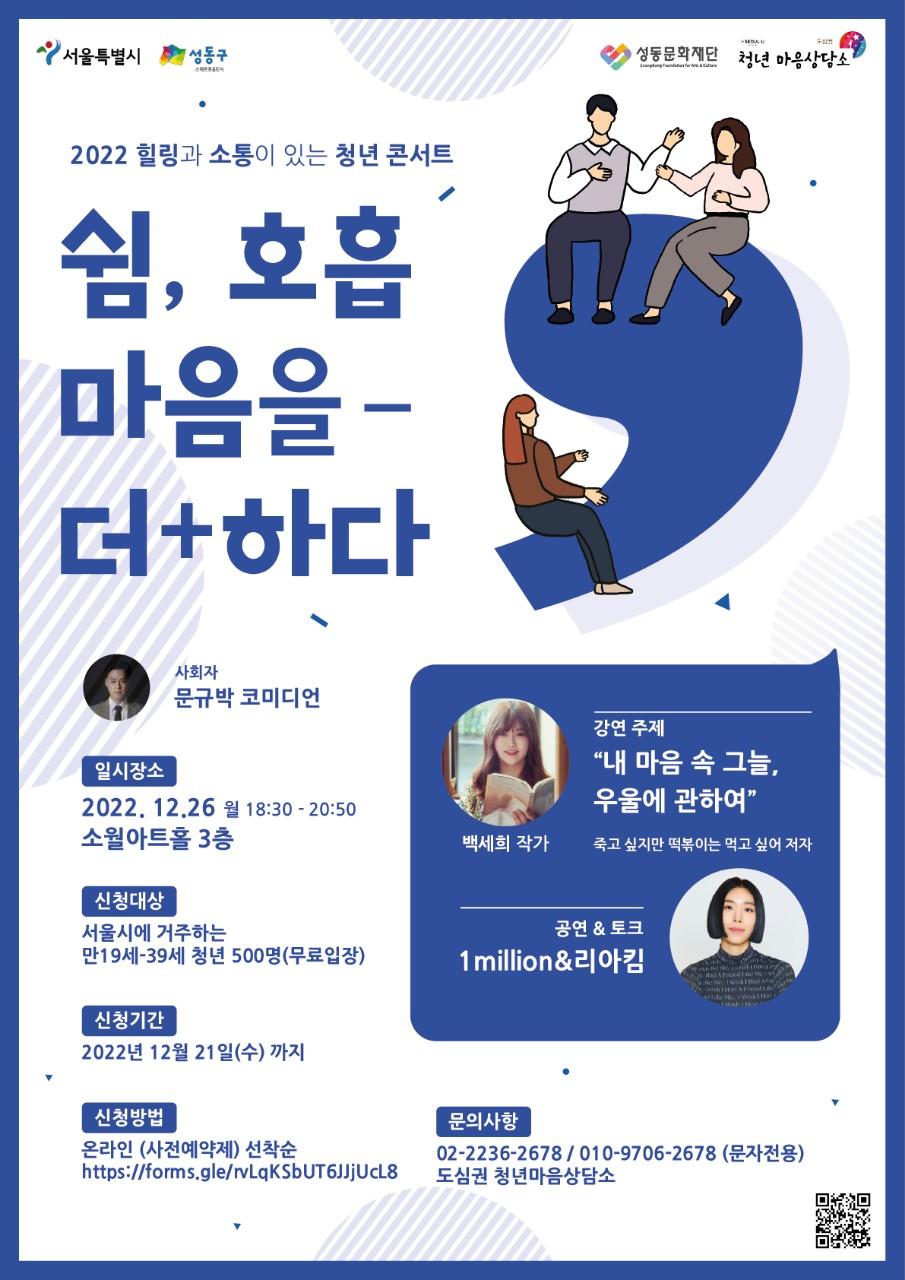 서울특별시
성동구
성동문화재단
Seongdong Foundation for Arts & Culture
I·SEOUL·U
도심권
청년 마음상담소
2022 힐링과 소통이 있는 청년 콘서트
쉼, 호흡
마음을 –
더+하다
사회자
문규박 코미디언
일시장소
2022. 12.26 월 18:30 - 20:50
소월아트홀 3층
신청대상
서울시에 거주하는
만19세-39세 청년 500명(무료입장)
신청기간
2022년 12월 21일(수) 까지
신청방법
온라인 (사전예약제) 선착순
https://forms.gle/rvLqKSbUT6JJjUcL8
강연 주제
“내 마음 속 그늘,
우울에 관하여”
백세희 작가
죽고 싶지만 떡볶이는 먹고 싶어 저자
공연 & 토크
1million&리아킴
문의사항
02-2236-2678 / 010-9706-2678 (문자전용)
도심권 청년마음상담소